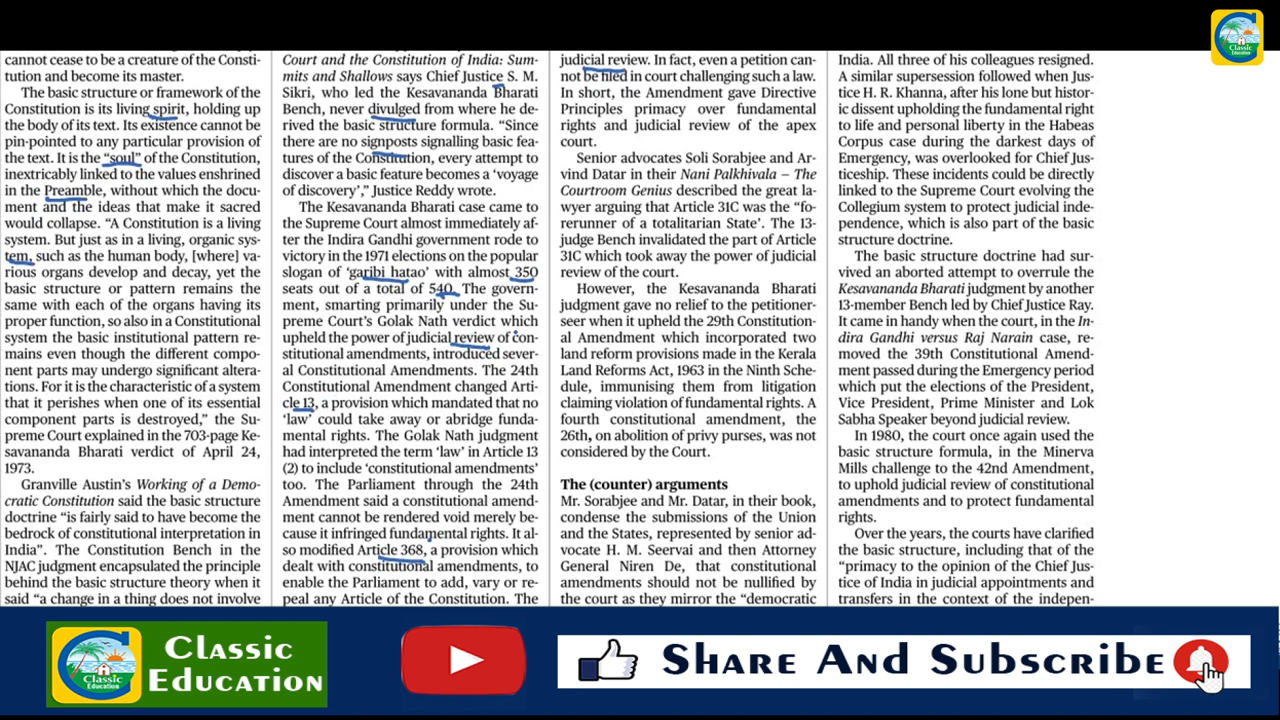 Classic
Education
cannot cease to be a creature of the Consti-
tution and become its master.
The basic structure or framework of the
Constitution is its living spirit, holding up
the body of its text. Its existence cannot be
pin-pointed to any particular provision of
the text. It is the “soul” of the Constitution,
inextricably linked to the values enshrined
in the Preamble, without which the docu-
ment and the ideas that make it sacred
would collapse. “A Constitution is a living
system. But just as in a living, organic sys-
tem, such as the human body, [where] va-
rious organs develop and decay, yet the
basic structure or pattern remains the
same with each of the organs having its
proper function, so also in a Constitutional
system the basic institutional pattern re-
mains even though the different compo-
nent parts may undergo significant altera-
tions. For it is the characteristic of a system
that it perishes when one of its essential
component parts is destroyed,” the Su-
preme Court explained in the 703-page Ke-
savananda Bharati verdict of April 24,
1973.
Granville Austin’s Working of a Demo-
cratic Constitution said the basic structure
doctrine “is fairly said to have become the
bedrock of constitutional interpretation in
India”. The Constitution Bench in the
NJAC judgment encapsulated the principle
behind the basic structure theory when it
said “a change in a thing does not involve
Court and the Constitution of India: Sum-
mits and Shallows says Chief Justice S. M.
Sikri, who led the Kesavananda Bharati
Bench, never divulged from where he de-
rived the basic structure formula. “Since
there are no signposts signalling basic fea-
tures of the Constitution, every attempt to
discover a basic feature becomes a ‘voyage
of discovery’,” Justice Reddy wrote.
The Kesavananda Bharati case came to
the Supreme Court almost immediately af-
ter the Indira Gandhi government rode to
victory in the 1971 elections on the popular
slogan of ‘garibi hatao’ with almost 350
seats out of a total of 540. The govern-
ment, smarting primarily under the Su-
preme Court’s Golak Nath verdict which
upheld the power of judicial review of con-
stitutional amendments, introduced sever-
al Constitutional Amendments. The 24th
Constitutional Amendment changed Arti-
cle 13, a provision which mandated that no
‘law’ could take away or abridge funda-
mental rights. The Golak Nath judgment
had interpreted the term ‘law’ in Article 13
(2) to include ‘constitutional amendments’
too. The Parliament through the 24th
Amendment said a constitutional amend-
ment cannot be rendered void merely be-
cause it infringed fundamental rights. It al-
so modified Article 368, a provision which
dealt with constitutional amendments, to
enable the Parliament to add, vary or re-
peal any Article of the Constitution. The
judicial review. In fact, even a petition can-
not be filed in court challenging such a law.
In short, the Amendment gave Directive
Principles primacy over fundamental
rights and judicial review of the apex
court.
Senior advocates Soli Sorabjee and Ar-
vind Datar in their Nani Palkhivala – The
Courtroom Genius described the great la-
wyer arguing that Article 31C was the “fo-
rerunner of a totalitarian State’. The 13-
judge Bench invalidated the part of Article
31C which took away the power of judicial
review of the court.
However, the Kesavananda Bharati
judgment gave no relief to the petitioner-
seer when it upheld the 29th Constitution-
al Amendment which incorporated two
land reform provisions made in the Kerala
Land Reforms Act, 1963 in the Ninth Sche-
dule, immunising them from litigation
claiming violation of fundamental rights. A
fourth constitutional amendment, the
26th, on abolition of privy purses, was not
considered by the Court.
The (counter) arguments
Mr. Sorabjee and Mr. Datar, in their book,
condense the submissions of the Union
and the States, represented by senior ad-
vocate H. M. Seervai and then Attorney
General Niren De, that constitutional
amendments should not be nullified by
the court as they mirror the “democratic
India. All three of his colleagues resigned.
A similar supersession followed when Jus-
tice H. R. Khanna, after his lone but histor-
ic dissent upholding the fundamental right
to life and personal liberty in the Habeas
Corpus case during the darkest days of
Emergency, was overlooked for Chief Jus-
ticeship. These incidents could be directly
linked to the Supreme Court evolving the
Collegium system to protect judicial inde-
pendence, which is also part of the basic
structure doctrine.
The basic structure doctrine had sur-
vived an aborted attempt to overrule the
Kesavananda Bharati judgment by another
13-member Bench led by Chief Justice Ray.
It came in handy when the court, in the In-
dira Gandhi versus Raj Narain case, re-
moved the 39th Constitutional Amend-
ment passed during the Emergency period
which put the elections of the President,
Vice President, Prime Minister and Lok
Sabha Speaker beyond judicial review.
In 1980, the court once again used the
basic structure formula, in the Minerva
Mills challenge to the 42nd Amendment,
to uphold judicial review of constitutional
amendments and to protect fundamental
rights.
Over the years, the courts have clarified
the basic structure, including that of the
“primacy to the opinion of the Chief Jus-
tice of India in judicial appointments and
transfers in the context of the indepen-
Classic
Education
Classic
Education
Share And Subscribe